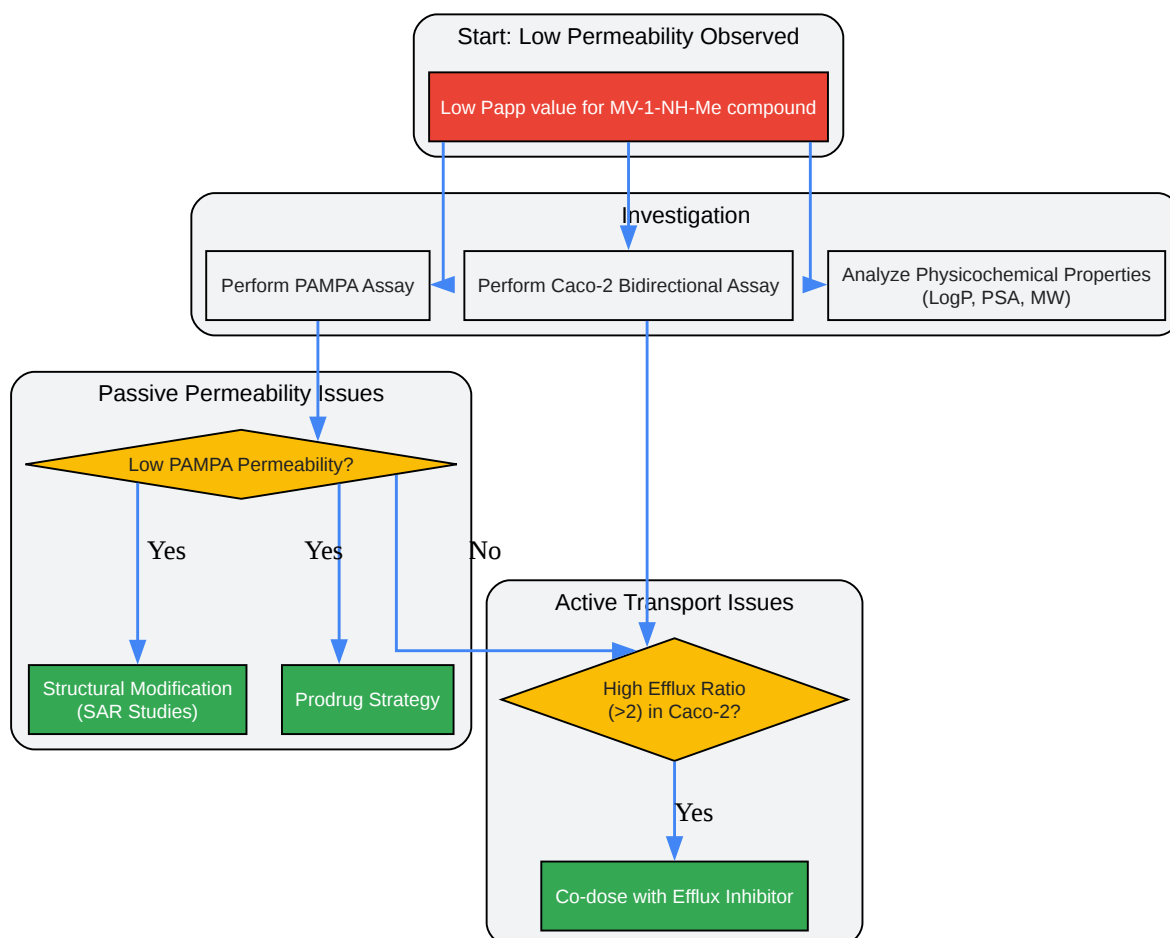 Start: Low Permeability Observed
Low Papp value for MV-1-NH-Me compound
Investigation
Perform PAMPA Assay
Perform Caco-2 Bidirectional Assay
Analyze Physicochemical Properties
(LogP, PSA, MW)
Passive Permeability Issues
Low PAMPA Permeability?
Yes
Yes
No
Active Transport Issues
Structural Modification
(SAR Studies)
Prodrug Strategy
High Efflux Ratio
(>2) in Caco-2?
Yes
Co-dose with Efflux Inhibitor